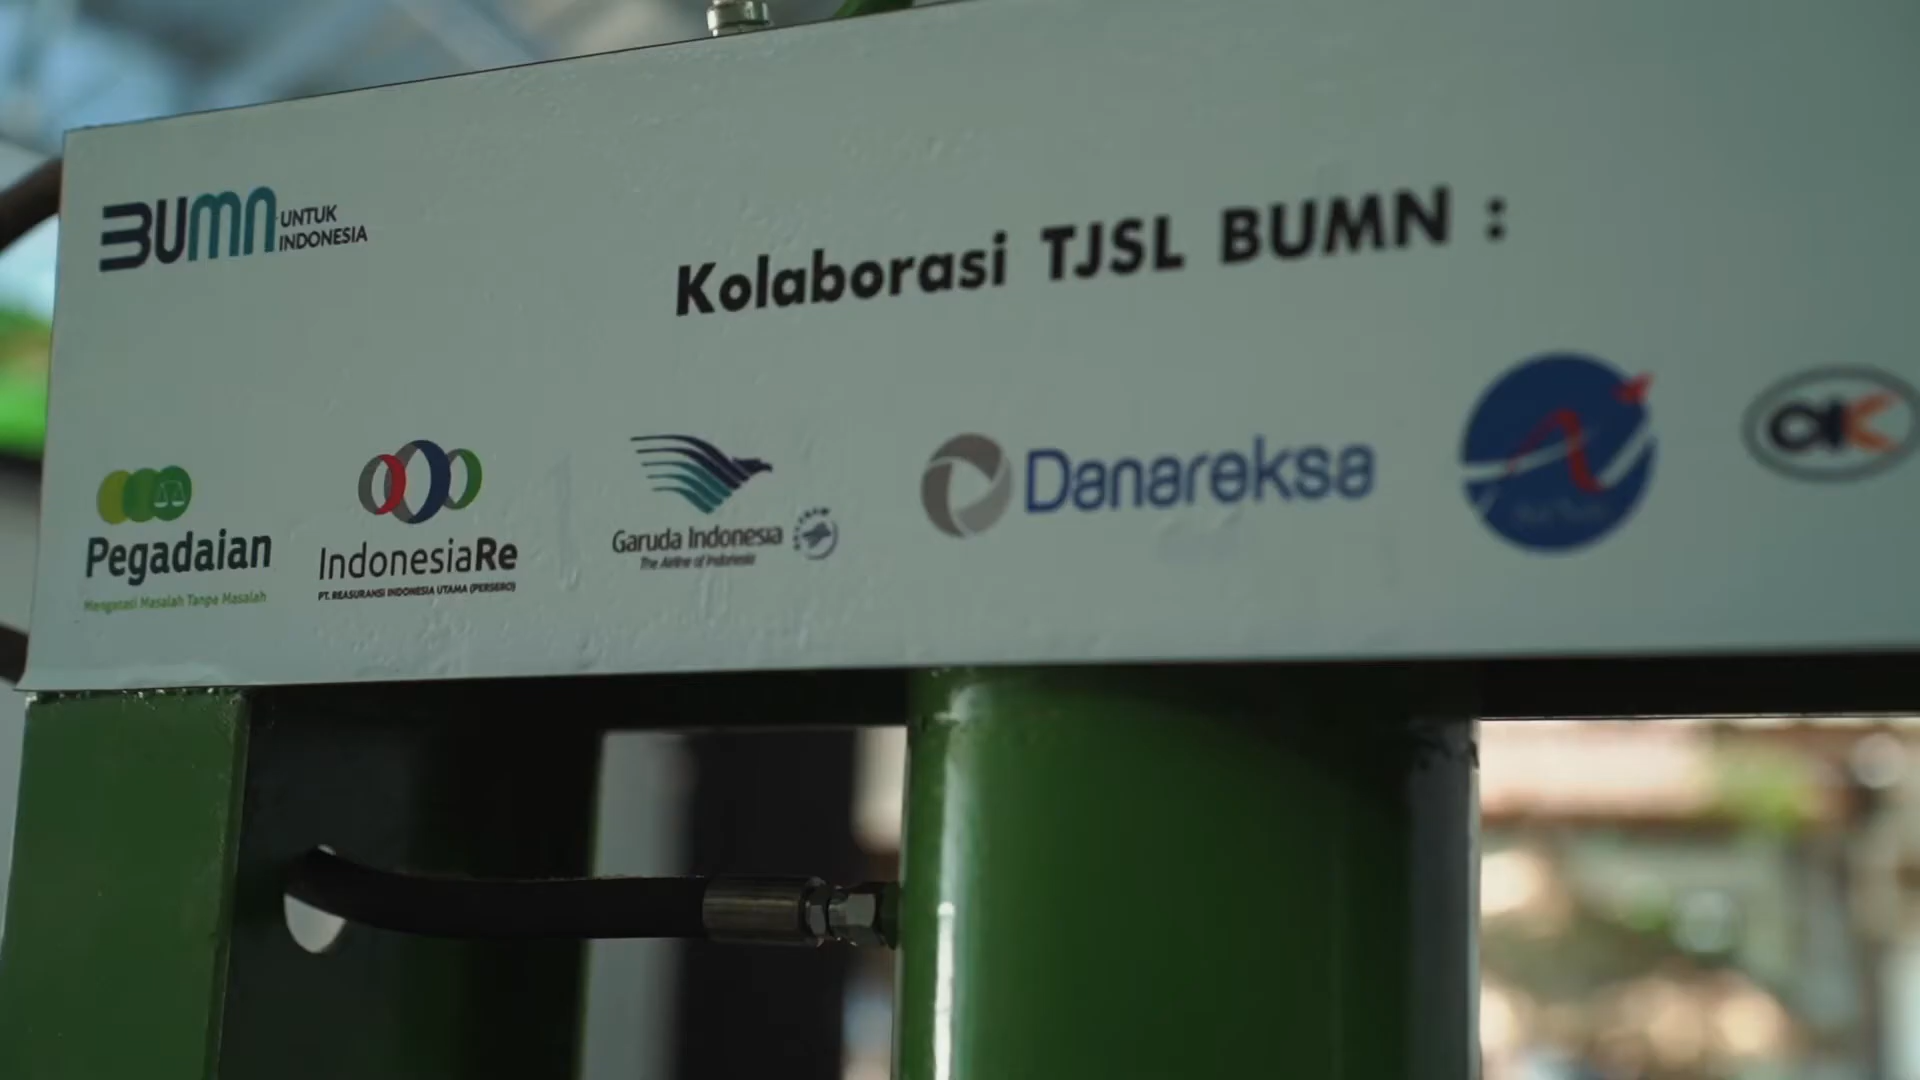 BUMN UNTUK
INDONESIA
Kolaborasi TJSL BUMN :
Pegadaian
Mengatasi Masalah Tanpa Masalah
IndonesiaRe
PT. REASURANSI INDONESIA UTAMA (PERSERO)
Garuda Indonesia
The Airline of Indonesia
Danareksa